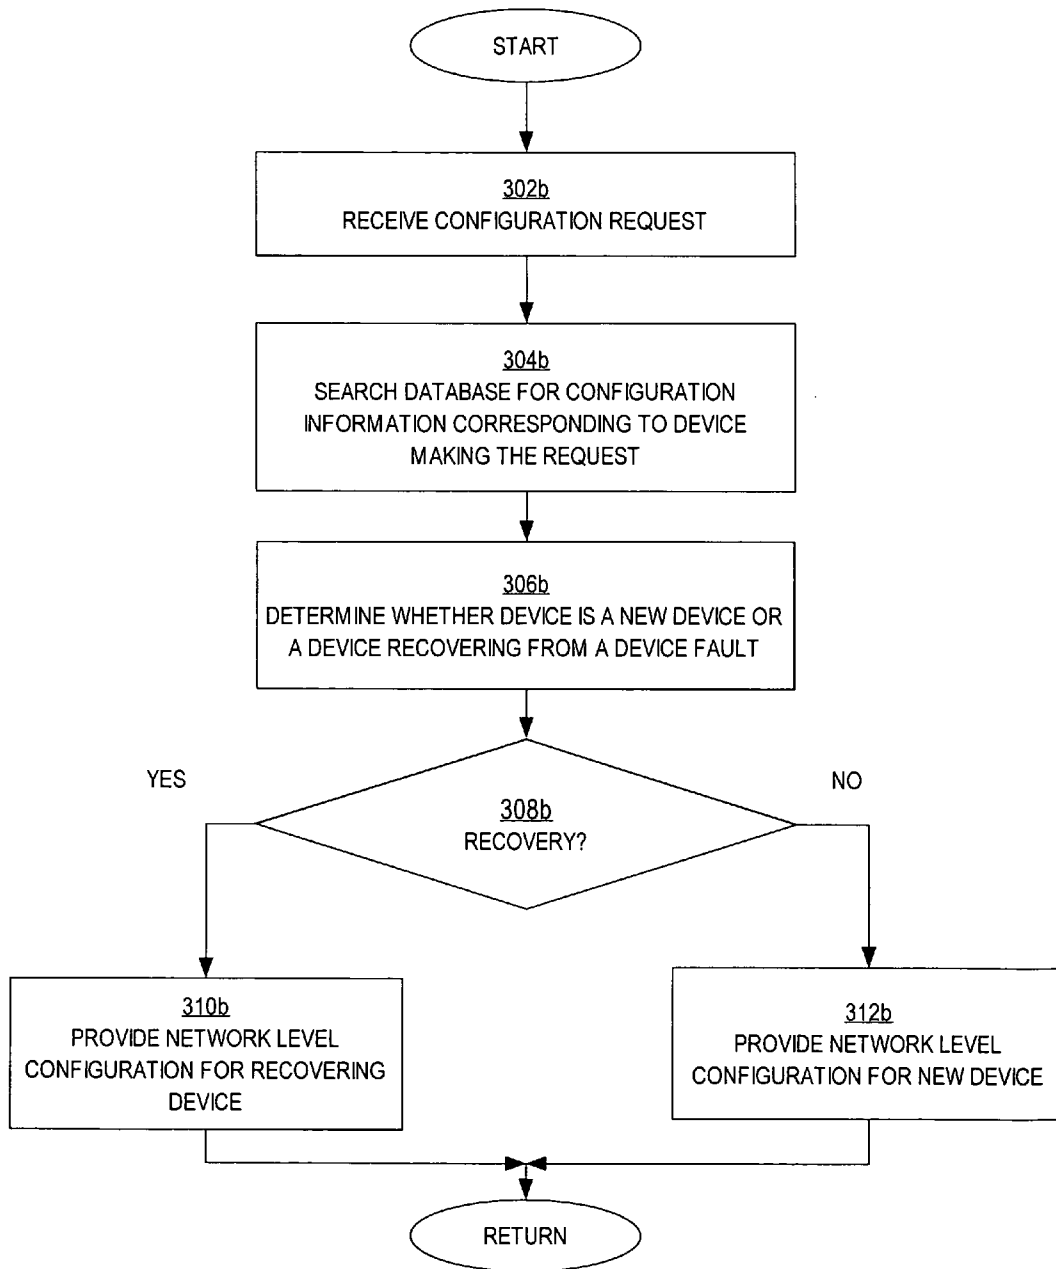 START
302b
RECEIVE CONFIGURATION REQUEST
304b
SEARCH DATABASE FOR CONFIGURATION
INFORMATION CORRESPONDING TO DEVICE
MAKING THE REQUEST
306b
DETERMINE WHETHER DEVICE IS A NEW DEVICE OR
A DEVICE RECOVERING FROM A DEVICE FAULT
YES
NO
308b
RECOVERY?
310b
PROVIDE NETWORK LEVEL
CONFIGURATION FOR RECOVERING
DEVICE
312b
PROVIDE NETWORK LEVEL
CONFIGURATION FOR NEW DEVICE
RETURN